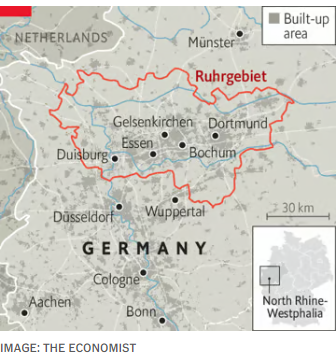 Built-up
area
NETHERLANDS
Münster
Ruhrgebiet
Gelsenkirchen
Dortmund
Essen
Duisburg
Bochum
Düsseldorf
Wuppertal
30 km
GERMANY
Cologne
North Rhine-
Westphalia
Aachen
Bonn
IMAGE: THE ECONOMIST